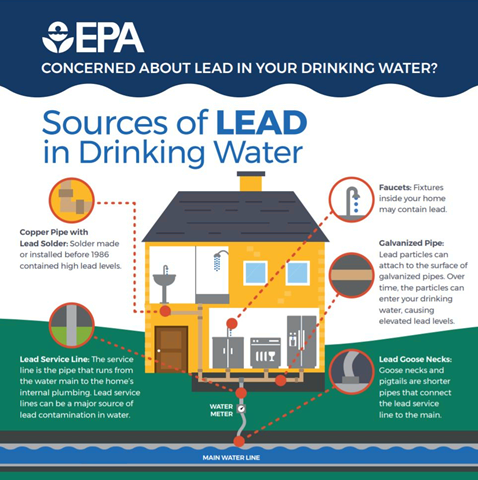 EPA
CONCERNED ABOUT LEAD IN YOUR DRINKING WATER?
Sources of LEAD
in Drinking Water
Copper Pipe with
Lead Solder: Solder made
or installed before 1986
contained high lead levels.
Faucets: Fixtures
inside your home
may contain lead.
Galvanized Pipe:
Lead particles can
attach to the surface of
galvanized pipes. Over
time, the particles can
enter your drinking
water, causing
elevated lead levels.
Lead Service Line: The service
line is the pipe that runs from
the water main to the home's
internal plumbing. Lead service
lines can be a major source of
lead contamination in water.
Lead Goose Necks:
Goose necks and
pigtails are shorter
pipes that connect
the lead service
line to the main.
WATER
METER
MAIN WATER LINE